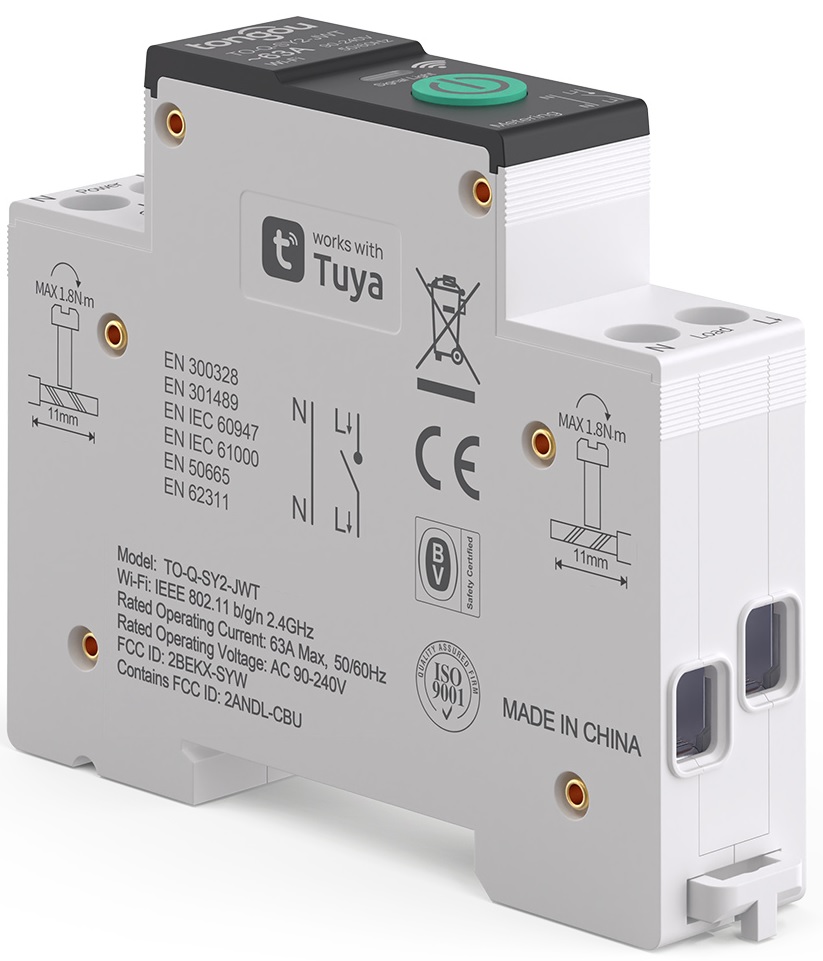 tongou
TO-Q-SY2-JWT
~63A 90-240V
Wi-Fi 50/60Hz
Signal Light
N L
N L
Metering
N Power
works with
Tuya
MAX 1.8N·m
11mm
EN 300328
EN 301489
EN IEC 60947
EN IEC 61000
EN 50665
EN 62311
N L
N L
CE
BV
Safety Certified
QUALITY ASSURED FIRM
ISO
9001
N Load L
MAX 1.8N·m
11mm
Model: TO-Q-SY2-JWT
Wi-Fi: IEEE 802.11 b/g/n 2.4GHz
Rated Operating Current: 63A Max, 50/60Hz
Rated Operating Voltage: AC 90-240V
FCC ID: 2BEKX-SYW
Contains FCC ID: 2ANDL-CBU
MADE IN CHINA